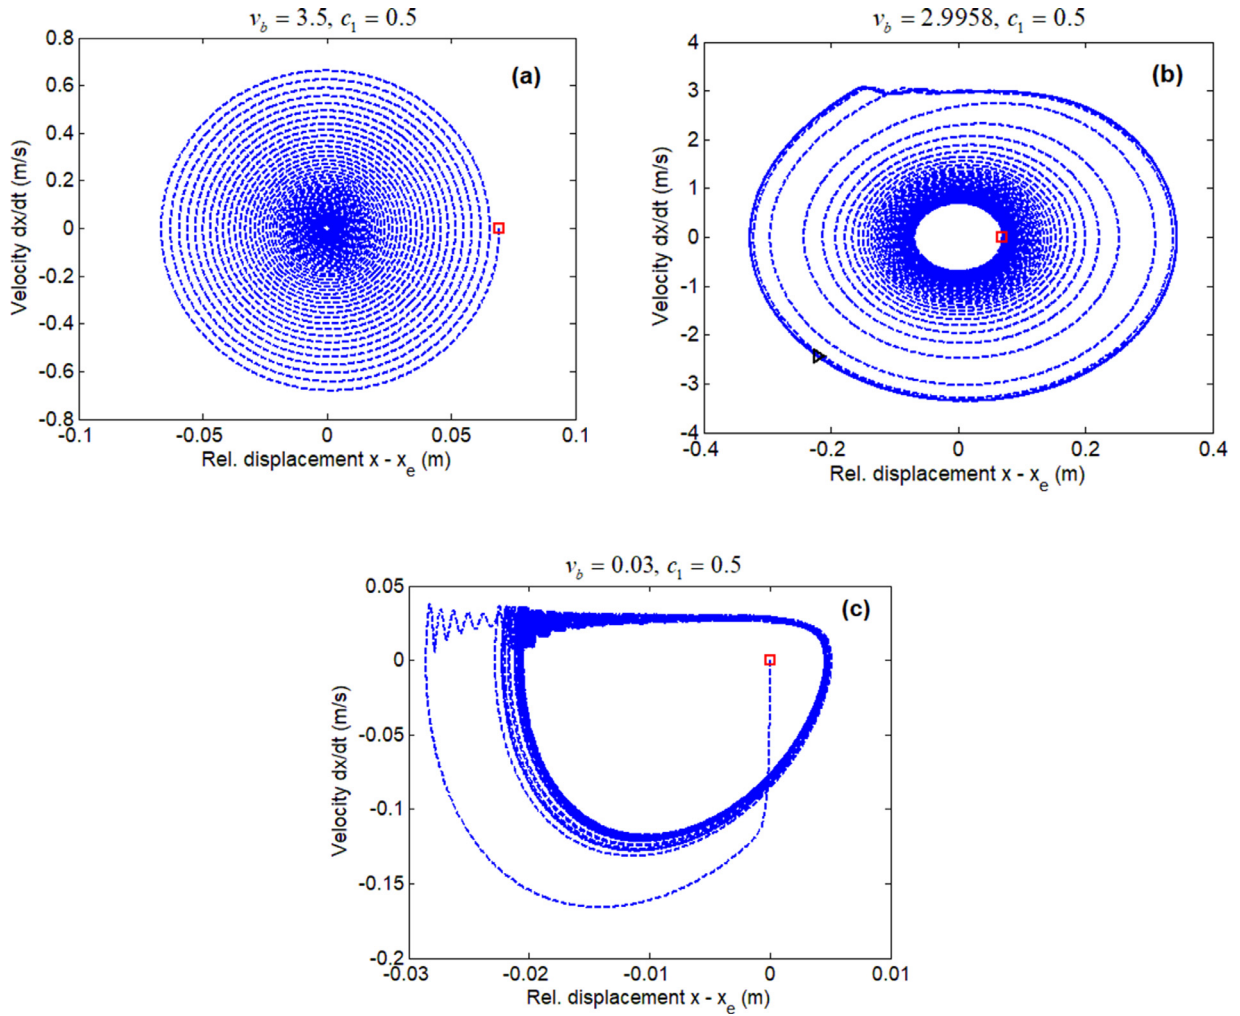 v_b = 3.5, c_1 = 0.5
(a)
Velocity dx/dt (m/s)
0.8
0.6
0.4
0.2
0
-0.2
-0.4
-0.6
-0.8
-0.1 -0.05 0 0.05 0.1
Rel. displacement x - x_e (m)
v_b = 2.9958, c_1 = 0.5
(b)
Velocity dx/dt (m/s)
4
3
2
1
0
-1
-2
-3
-4
-0.4 -0.2 0 0.2 0.4
Rel. displacement x - x_e (m)
v_b = 0.03, c_1 = 0.5
(c)
Velocity dx/dt (m/s)
0.05
0
-0.05
-0.1
-0.15
-0.2
-0.03 -0.02 -0.01 0 0.01
Rel. displacement x - x_e (m)